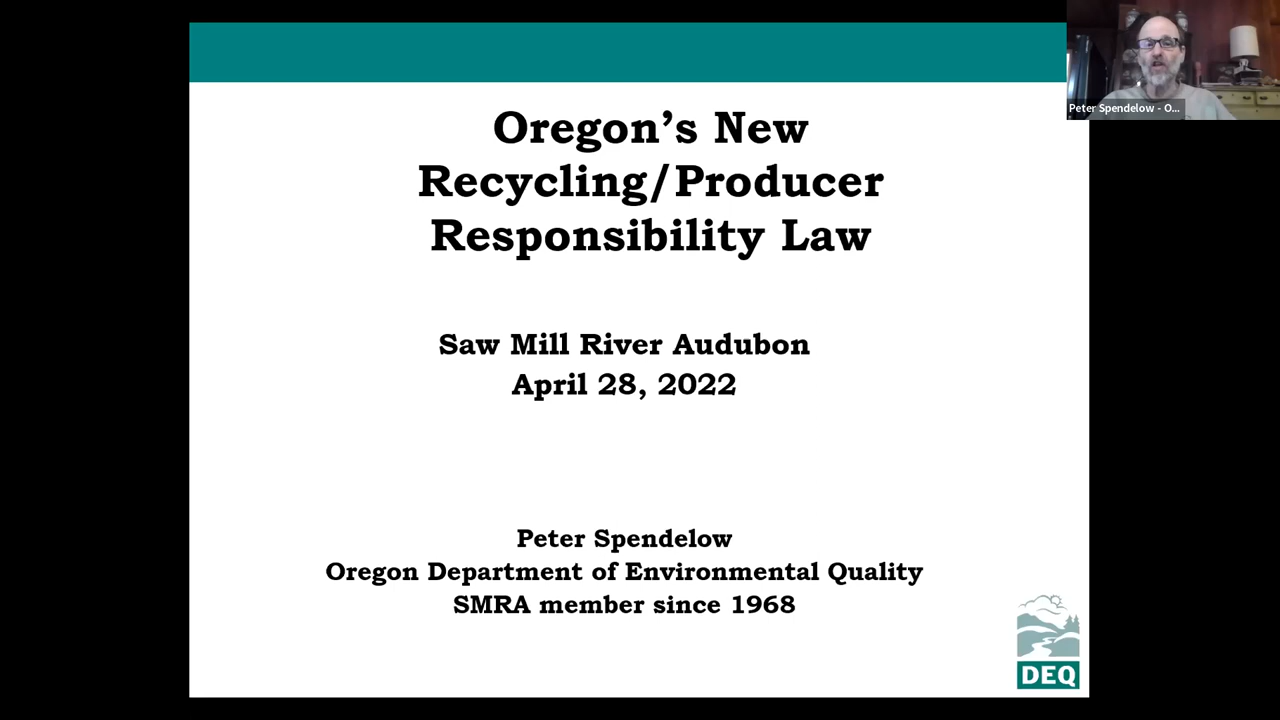 Oregon’s New
Recycling/Producer
Responsibility Law
Saw Mill River Audubon
April 28, 2022
Peter Spendelow
Oregon Department of Environmental Quality
SMRA member since 1968
DEQ
Peter Spendelow - O...